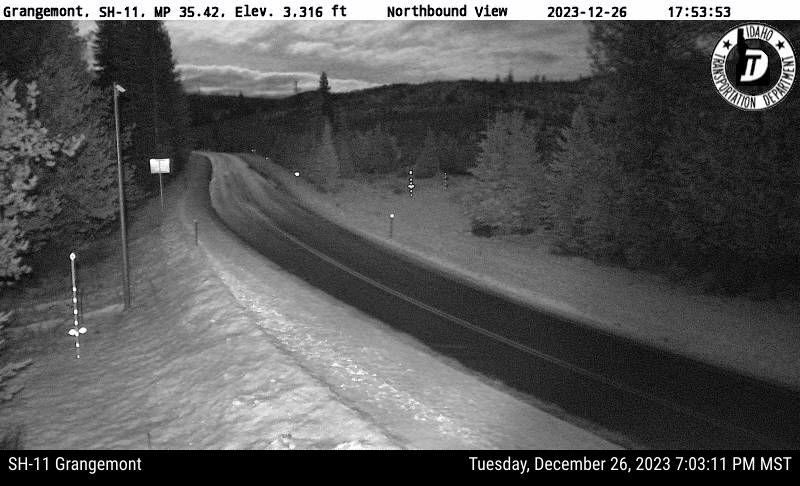 Grangemont, SH-11, MP 35.42, Elev. 3,316 ft Northbound View 2023-12-26 17:53:53
IDAHO
TRANSPORTATION DEPARTMENT
SH-11 Grangemont Tuesday, December 26, 2023 7:03:11 PM MST